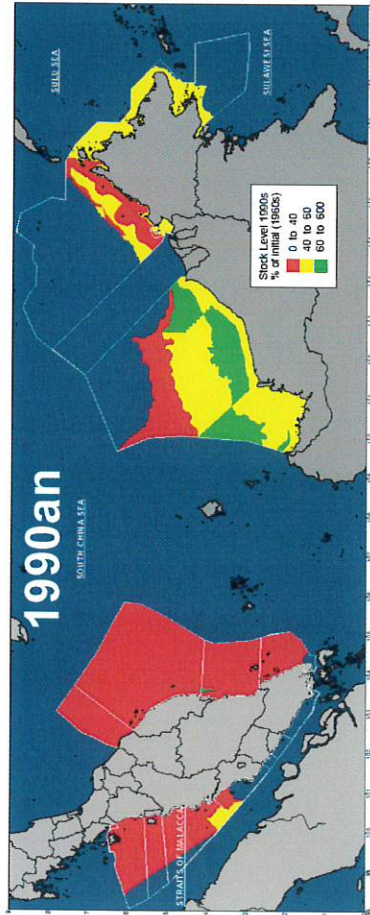 1990an
SOUTH CHINA SEA
SULU SEA
SULAWESI SEA
STRAITS OF MALACCA
Stock Level 1990s
% of initial (1960s)
0 to 40
40 to 60
60 to 600